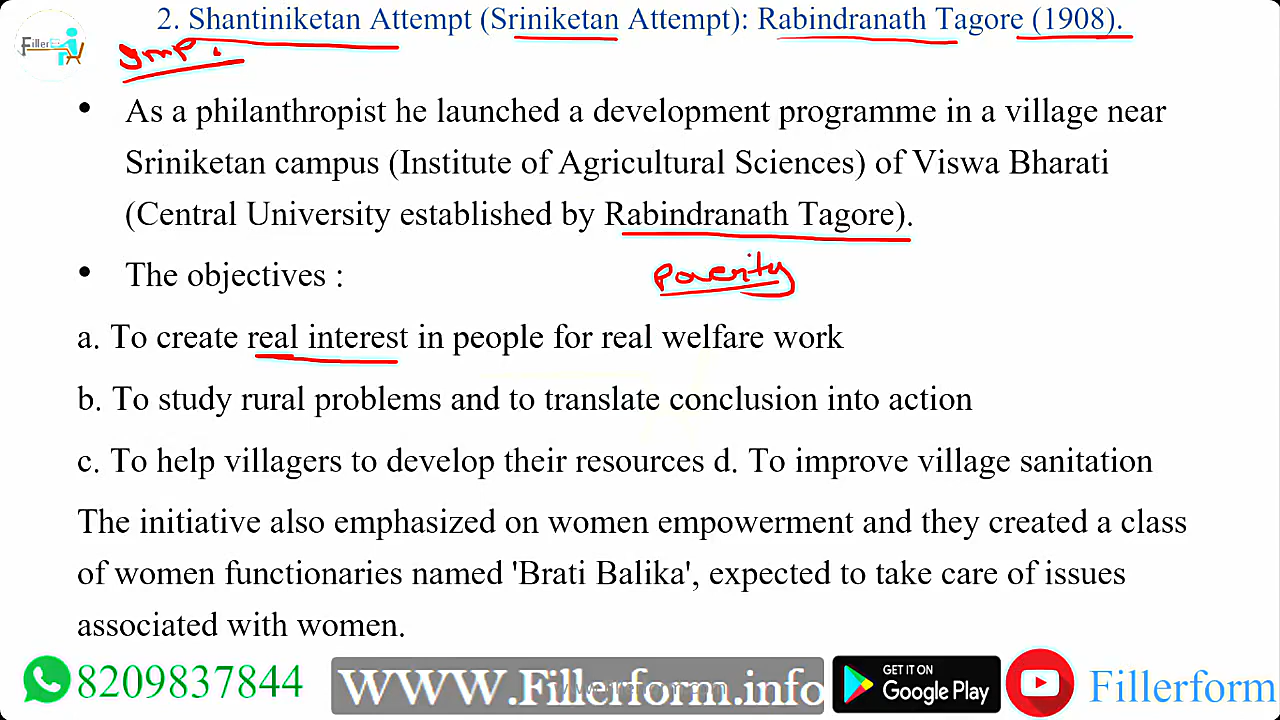 2. Shantiniketan Attempt (Sriniketan Attempt): Rabindranath Tagore (1908).
Filler
Imp.
• As a philanthropist he launched a development programme in a village near
Sriniketan campus (Institute of Agricultural Sciences) of Viswa Bharati
(Central University established by Rabindranath Tagore).
• The objectives :
Poverity
a. To create real interest in people for real welfare work
b. To study rural problems and to translate conclusion into action
c. To help villagers to develop their resources d. To improve village sanitation
The initiative also emphasized on women empowerment and they created a class
of women functionaries named 'Brati Balika', expected to take care of issues
associated with women.
8209837844 www.Fillerform.info GET IT ON Google Play Fillerform